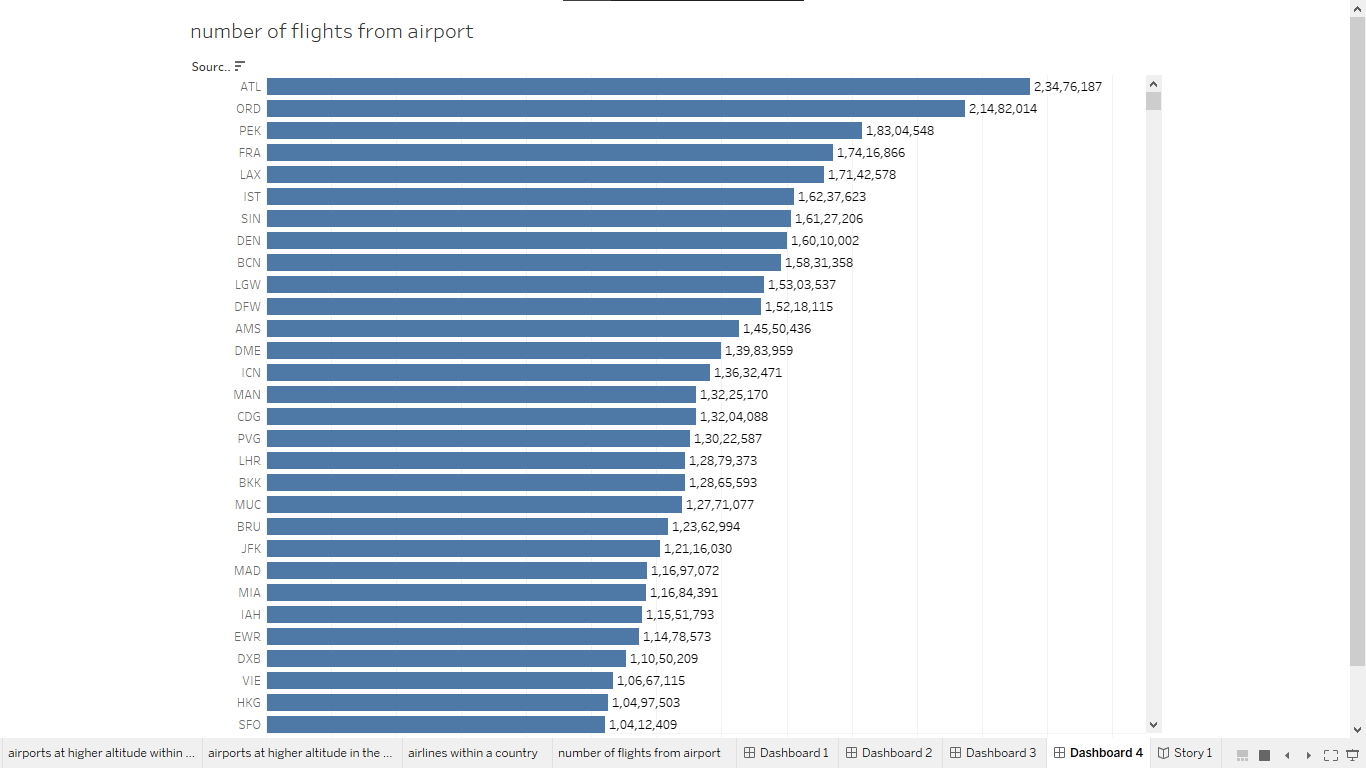 number of flights from airport
Sourc..
ATL 2,34,76,187
ORD 2,14,82,014
PEK 1,83,04,548
FRA 1,74,16,866
LAX 1,71,42,578
IST 1,62,37,623
SIN 1,61,27,206
DEN 1,60,10,002
BCN 1,58,31,358
LGW 1,53,03,537
DFW 1,52,18,115
AMS 1,45,50,436
DME 1,39,83,959
ICN 1,36,32,471
MAN 1,32,25,170
CDG 1,32,04,088
PVG 1,30,22,587
LHR 1,28,79,373
BKK 1,28,65,593
MUC 1,27,71,077
BRU 1,23,62,994
JFK 1,21,16,030
MAD 1,16,97,072
MIA 1,16,84,391
IAH 1,15,51,793
EWR 1,14,78,573
DXB 1,10,50,209
VIE 1,06,67,115
HKG 1,04,97,503
SFO 1,04,12,409
airports at higher altitude within ... airports at higher altitude in the ... airlines within a country number of flights from airport Dashboard 1 Dashboard 2 Dashboard 3 Dashboard 4 Story 1